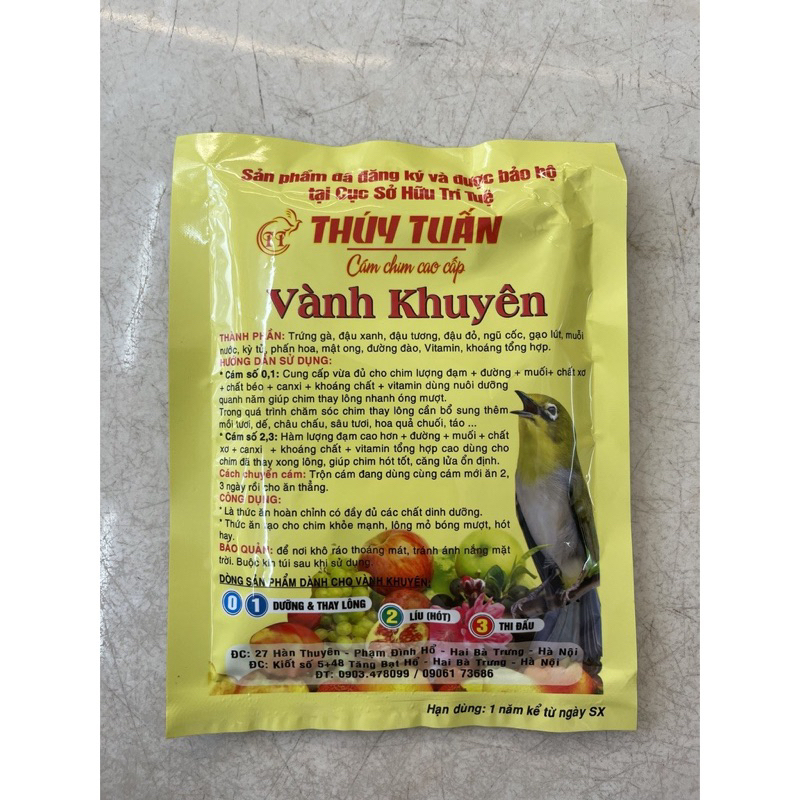 Sản phẩm đã đăng ký và được bảo hộ
tại Cục Sở Hữu Trí Tuệ
THÚY TUẤN
Cám chim cao cấp
Vành Khuyên
THÀNH PHẦN: Trứng gà, đậu xanh, đậu tương, đậu đỏ, ngũ cốc, gạo lứt, muỗi
nước, kỳ tử, phấn hoa, mật ong, đường đào, Vitamin, khoáng tổng hợp.
HƯỚNG DẪN SỬ DỤNG:
* Cám số 0,1: Cung cấp vừa đủ cho chim lượng đạm + đường + muối+ chất xơ
+ chất béo + canxi + khoáng chất + vitamin dùng nuôi dưỡng
quanh năm giúp chim thay lông nhanh óng mượt.
Trong quá trình chăm sóc chim thay lông cần bổ sung thêm
mồi tươi, dế, châu chấu, sâu tươi, hoa quả chuối, táo ...
* Cám số 2,3: Hàm lượng đạm cao hơn + đường + muối + chất
xơ + canxi + khoáng chất + vitamin tổng hợp cao dùng cho
chim đã thay xong lông, giúp chim hót tốt, căng lửa ổn định.
Cách chuyển cám: Trộn cám đang dùng cùng cám mới ăn 2,
3 ngày rồi cho ăn thẳng.
CÔNG DỤNG:
* Là thức ăn hoàn chỉnh có đầy đủ các chất dinh dưỡng.
* Thức ăn tạo cho chim khỏe mạnh, lông mỏ bóng mượt, hót
hay.
BẢO QUẢN: để nơi khô ráo thoáng mát, tránh ánh nắng mặt
trời. Buộc kín túi sau khi sử dụng.
DÒNG SẢN PHẨM DÀNH CHO VÀNH KHUYÊN:
0 1 DƯỠNG & THAY LÔNG
2 LÍU (HÓT)
3 THI ĐẤU
ĐC: 27 Hàn Thuyên - Phạm Đình Hổ - Hai Bà Trưng - Hà Nội
ĐC: Kiốt số 5+48 Tăng Bạt Hổ - Hai Bà Trưng - Hà Nội
ĐT: 0903.476099 / 09061 73686
Hạn dùng: 1 năm kể từ ngày SX